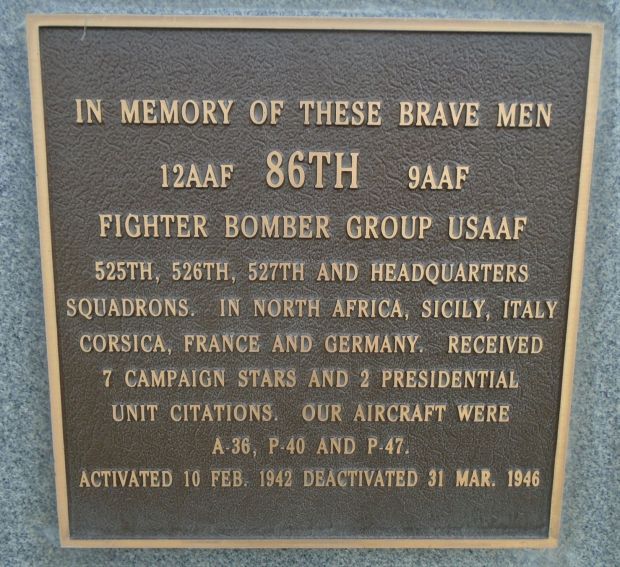 IN MEMORY OF THESE BRAVE MEN
12AAF 86TH 9AAF
FIGHTER BOMBER GROUP USAAF
525TH, 526TH, 527TH AND HEADQUARTERS
SQUADRONS. IN NORTH AFRICA, SICILY, ITALY
CORSICA, FRANCE AND GERMANY. RECEIVED
7 CAMPAIGN STARS AND 2 PRESIDENTIAL
UNIT CITATIONS. OUR AIRCRAFT WERE
A-36, P-40 AND P-47.
ACTIVATED 10 FEB. 1942 DEACTIVATED 31 MAR. 1946